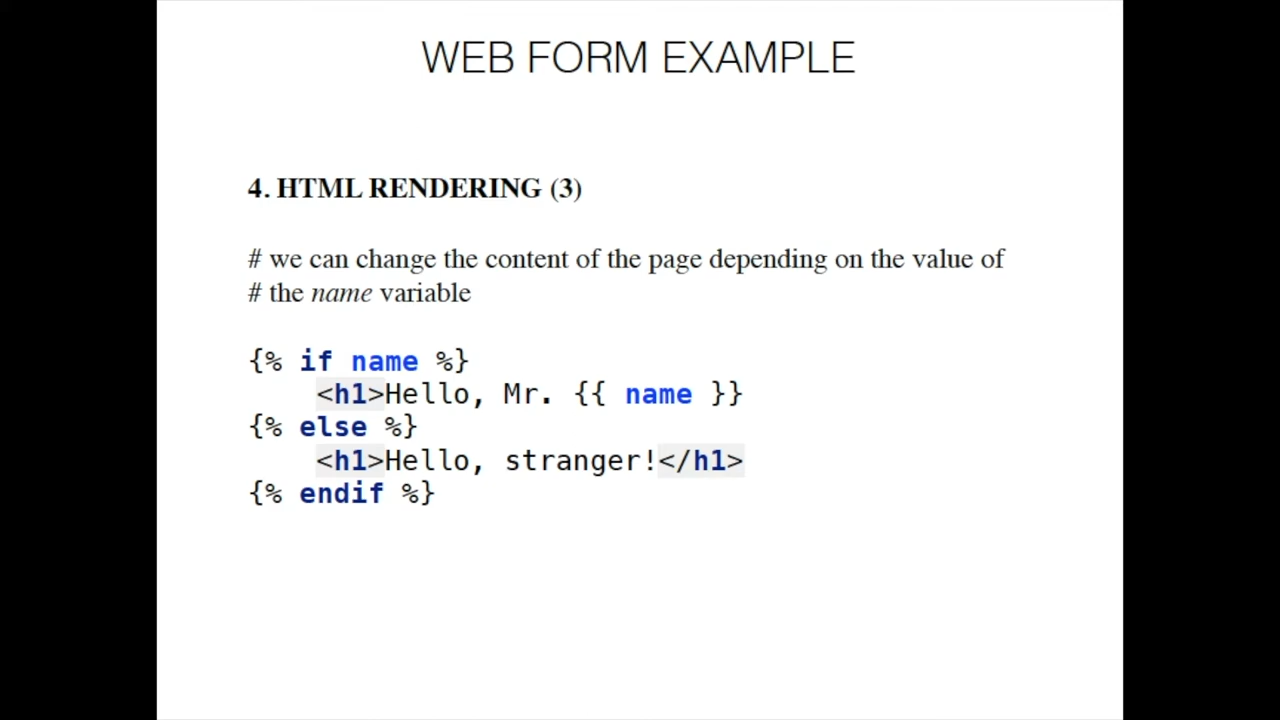 WEB FORM EXAMPLE
4. HTML RENDERING (3)
# we can change the content of the page depending on the value of
# the name variable
{% if name %}
    <h1>Hello, Mr. {{ name }}
{% else %}
    <h1>Hello, stranger!</h1>
{% endif %}